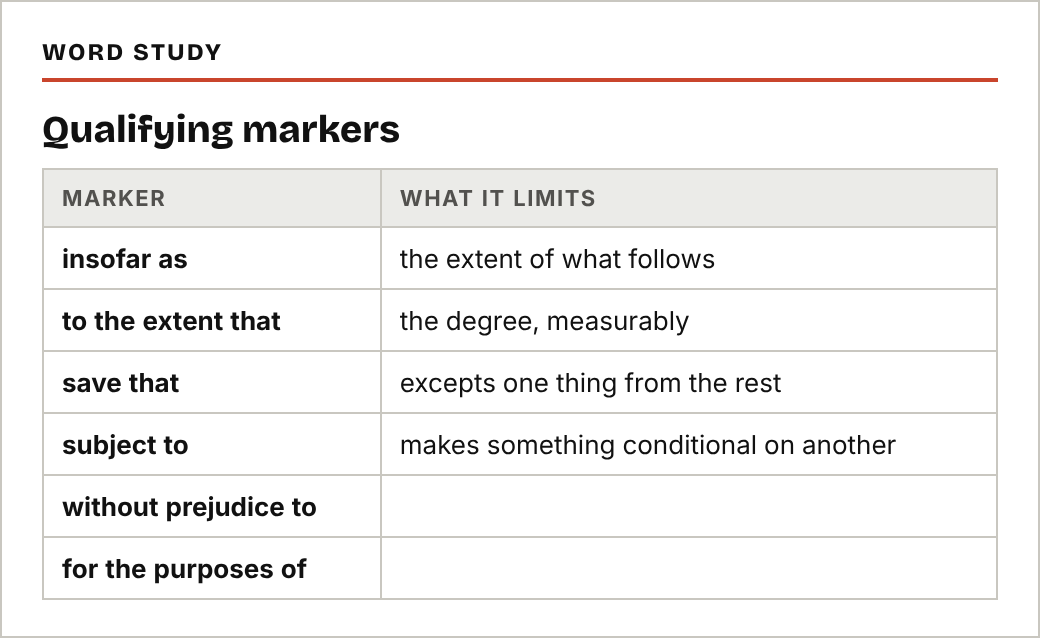 WORD STUDY
Qualifying markers
MARKER WHAT IT LIMITS
insofar as the extent of what follows
to the extent that the degree, measurably
save that excepts one thing from the rest
subject to makes something conditional on another
without prejudice to
for the purposes of